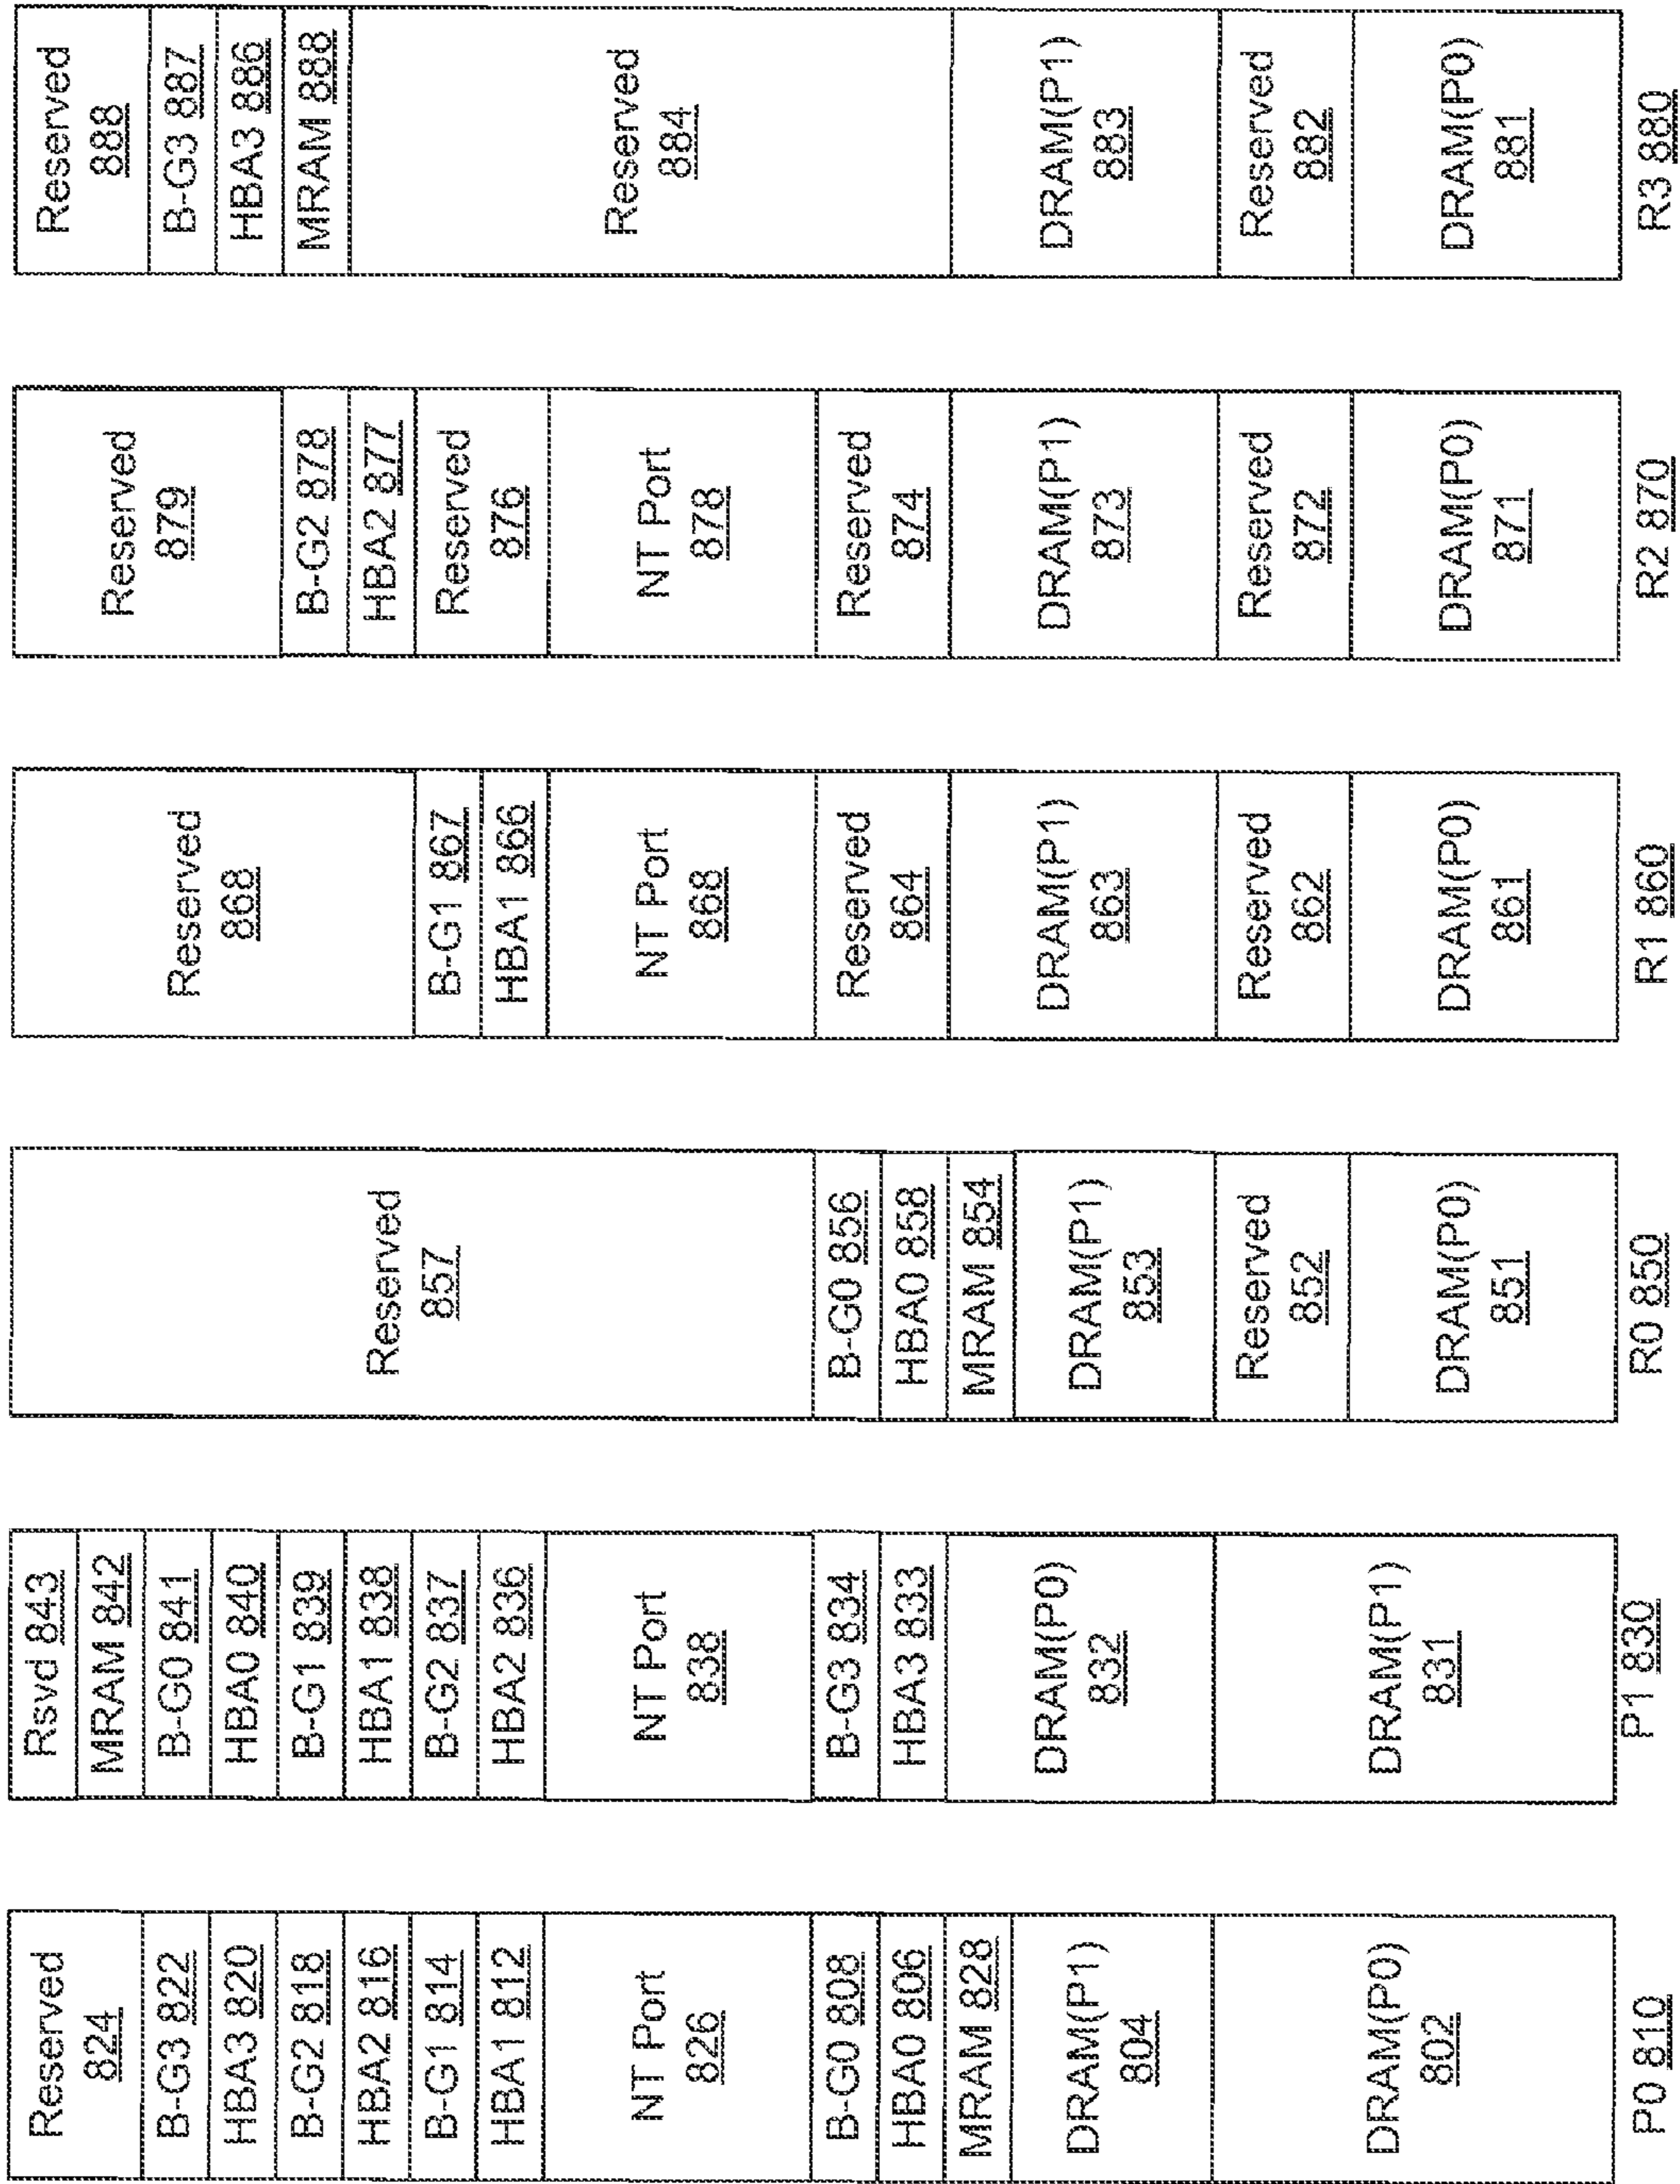 Reserved
824
B-G3 822
HBA3 820
B-G2 818
HBA2 816
B-G1 814
HBA1 812
NT Port
826
B-G0 808
HBA0 806
MRAM 828
DRAM(P1)
804
DRAM(P0)
802
P0 810
Rsvd 843
MRAM 842
B-G0 841
HBA0 840
B-G1 839
HBA1 838
B-G2 837
HBA2 836
NT Port
838
B-G3 834
HBA3 833
DRAM(P0)
832
DRAM(P1)
831
P1 830
Reserved
857
B-G0 856
HBA0 858
MRAM 854
DRAM(P1)
853
Reserved
852
DRAM(P0)
851
R0 850
Reserved
868
B-G1 867
HBA1 866
NT Port
868
Reserved
864
DRAM(P1)
863
Reserved
862
DRAM(P0)
861
R1 860
Reserved
879
B-G2 878
HBA2 877
Reserved
876
NT Port
878
Reserved
874
DRAM(P1)
873
Reserved
872
DRAM(P0)
871
R2 870
Reserved
888
B-G3 887
HBA3 886
MRAM 888
Reserved
884
DRAM(P1)
883
Reserved
882
DRAM(P0)
881
R3 880